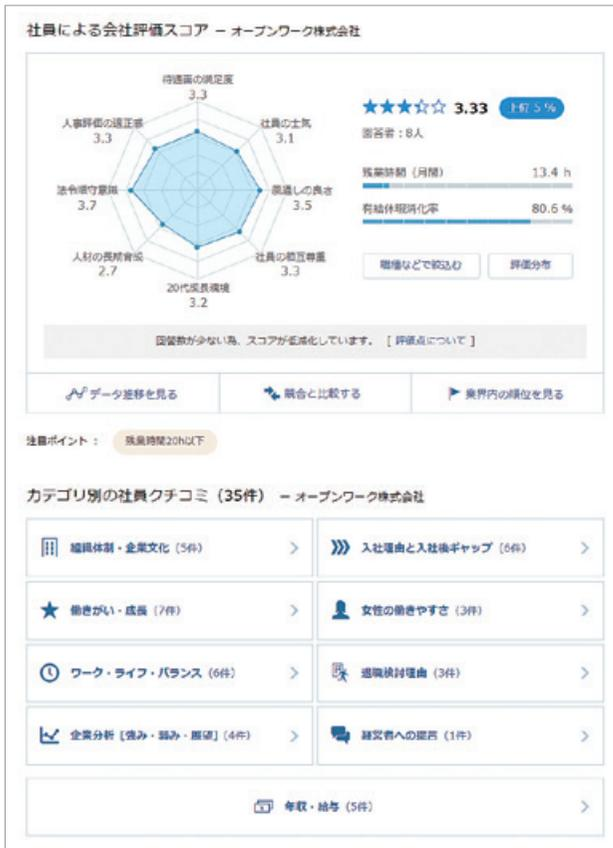 社員による会社評価スコア － オープンワーク株式会社
待遇面の満足度
3.3
人事評価の適正感
3.3
社員の士気
3.1
法令順守意識
3.7
風通しの良さ
3.5
人材の長期育成
2.7
社員の相互尊重
3.3
20代成長環境
3.2
★★★☆☆ 3.33 上位 5 %
回答者：8人
残業時間（月間） 13.4 h
有給休暇消化率 80.6 %
職種などで絞込む 評価分布
回答数が少ない為、スコアが低減化しています。 [ 評価点について ]
データ推移を見る 競合と比較する 業界内の順位を見る
注目ポイント： 残業時間20h以下
カテゴリ別の社員クチコミ（35件） － オープンワーク株式会社
組織体制・企業文化 (5件) 入社理由と入社後ギャップ (6件)
働きがい・成長 (7件) 女性の働きやすさ (3件)
ワーク・ライフ・バランス (6件) 退職検討理由 (3件)
企業分析 [強み・弱み・展望] (4件) 経営者への提言 (1件)
年収・給与 (5件)